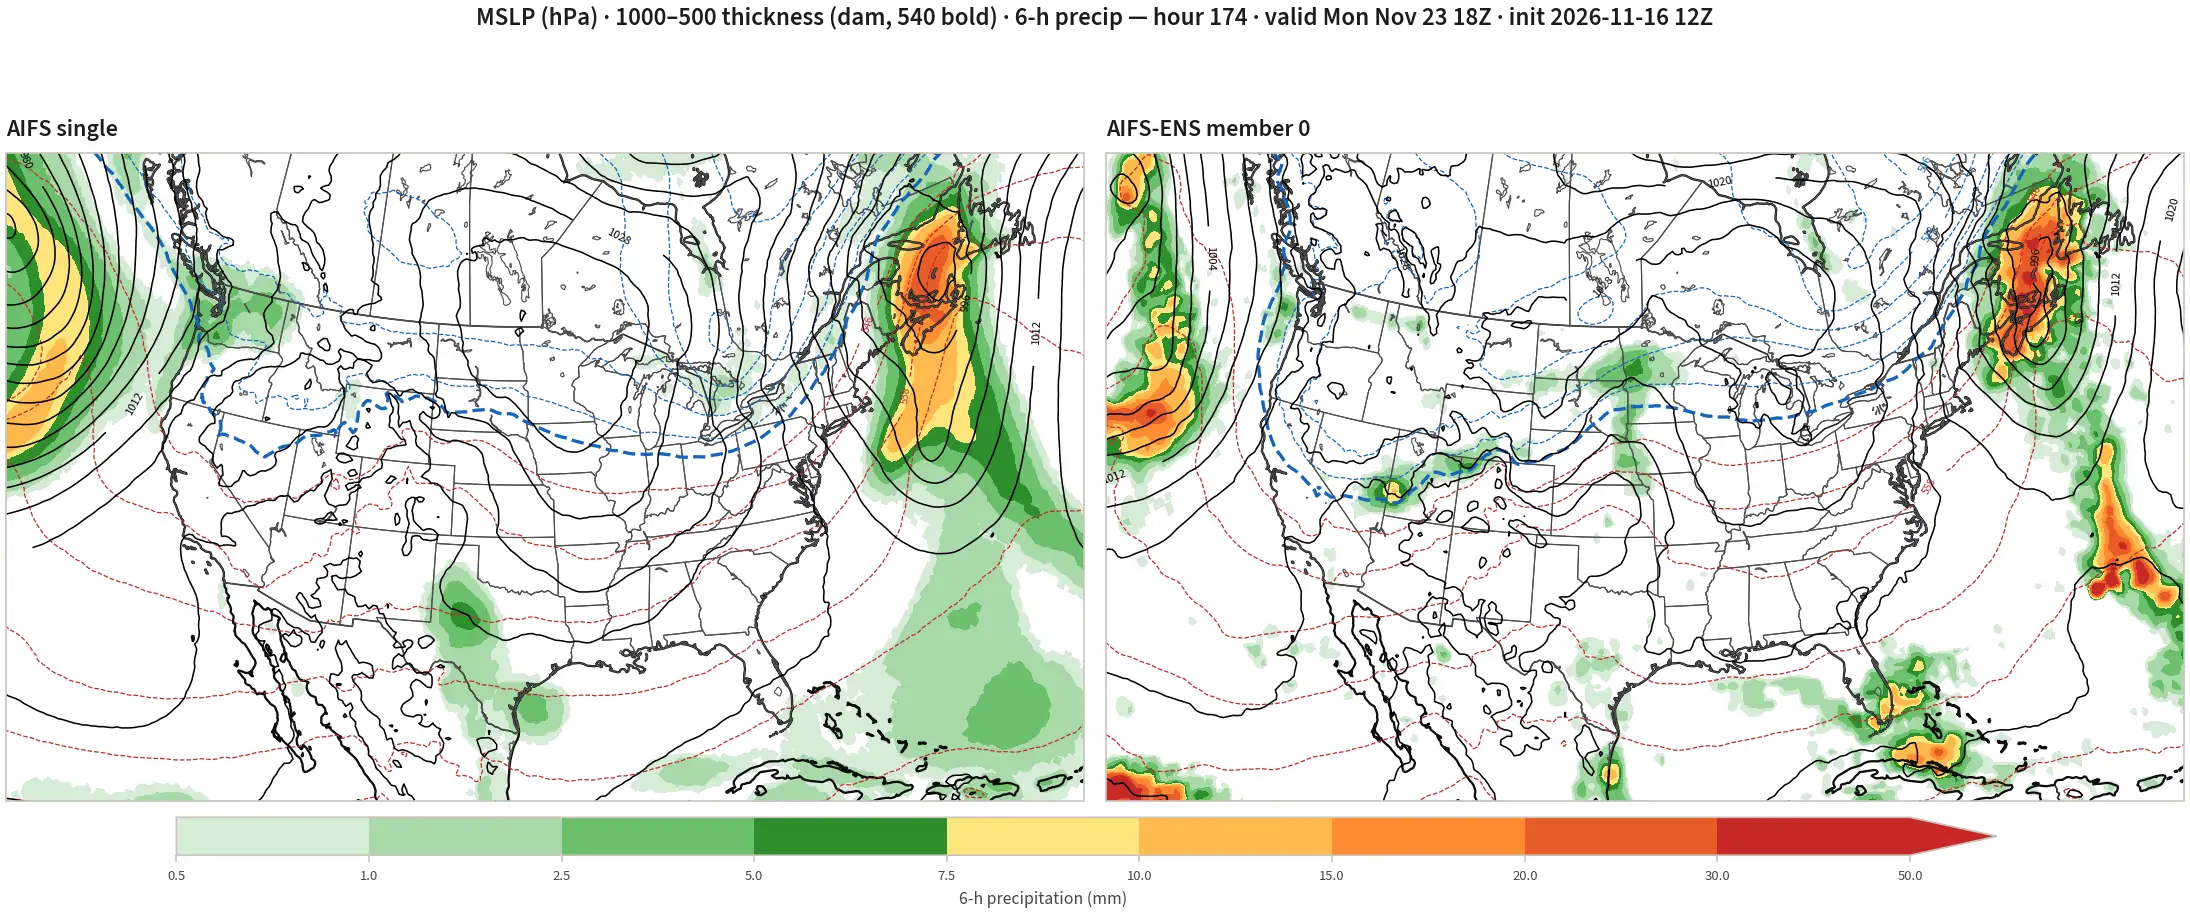 MSLP (hPa) · 1000–500 thickness (dam, 540 bold) · 6-h precip — hour 174 · valid Mon Nov 23 18Z · init 2026-11-16 12Z
AIFS single
AIFS-ENS member 0
1028
1012
1012
1020
1004
1020
1012
996
1012
0.5 1.0 2.5 5.0 7.5 10.0 15.0 20.0 30.0 50.0
6-h precipitation (mm)